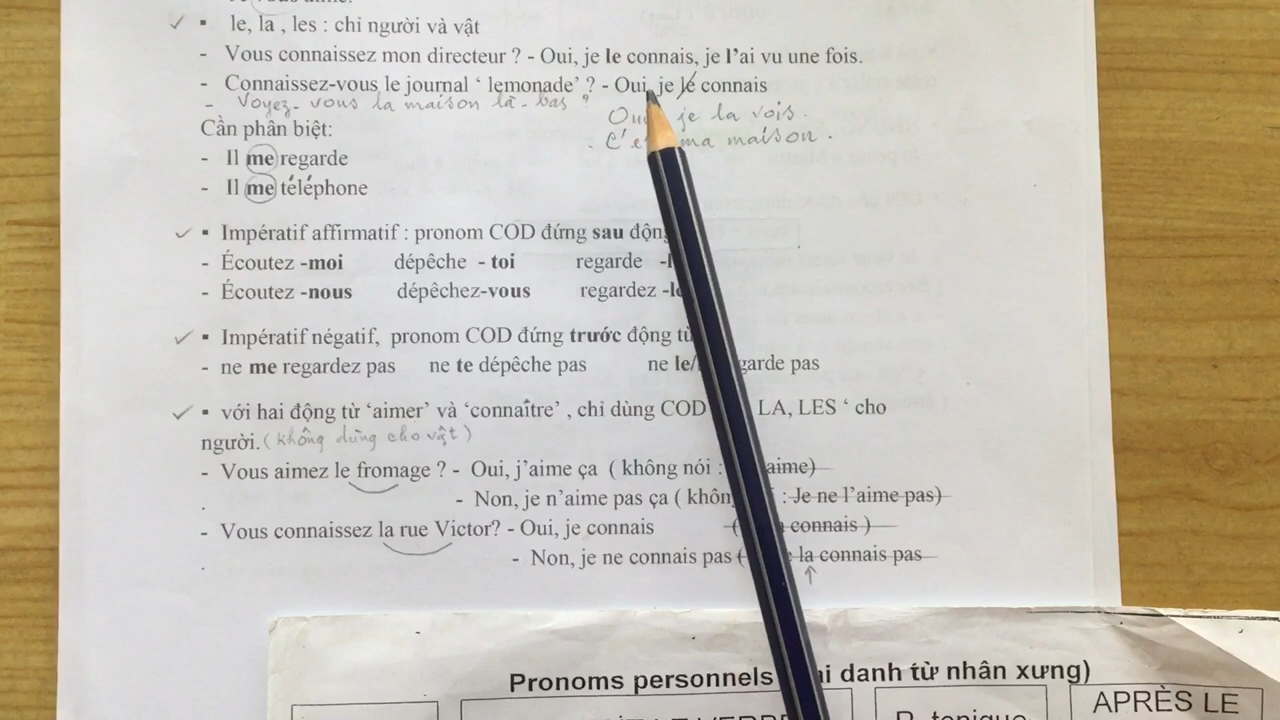 ▪ le, la , les : chỉ người và vật
- Vous connaissez mon directeur ? - Oui, je le connais, je l'ai vu une fois.
- Connaissez-vous le journal ‘ lemonade’ ? - Oui, je le connais
- Voyez-vous la maison là-bas ?
je la vois.
ma maison.
Cần phân biệt:
- Il me regarde
- Il me téléphone
▪ Impératif affirmatif : pronom COD đứng sau
- Écoutez -moi dépêche - toi regarde
- Écoutez -nous dépêchez-vous regardez
▪ Impératif négatif, pronom COD đứng trước động từ
- ne me regardez pas ne te dépêche pas ne le/ pas
▪ với hai động từ ‘aimer’ và ‘connaître’ , chỉ dùng COD LA, LES ‘ cho
người. (không dùng cho vật)
- Vous aimez le fromage ? - Oui, j’aime ça ( không nói : aime)
- Non, je n’aime pas ça ( : Je ne l’aime pas)
- Vous connaissez la rue Victor? - Oui, je connais ( connais )
- Non, je ne connais pas ( la connais pas
Pronoms personnels danh từ nhân xưng)
APRÈS LE